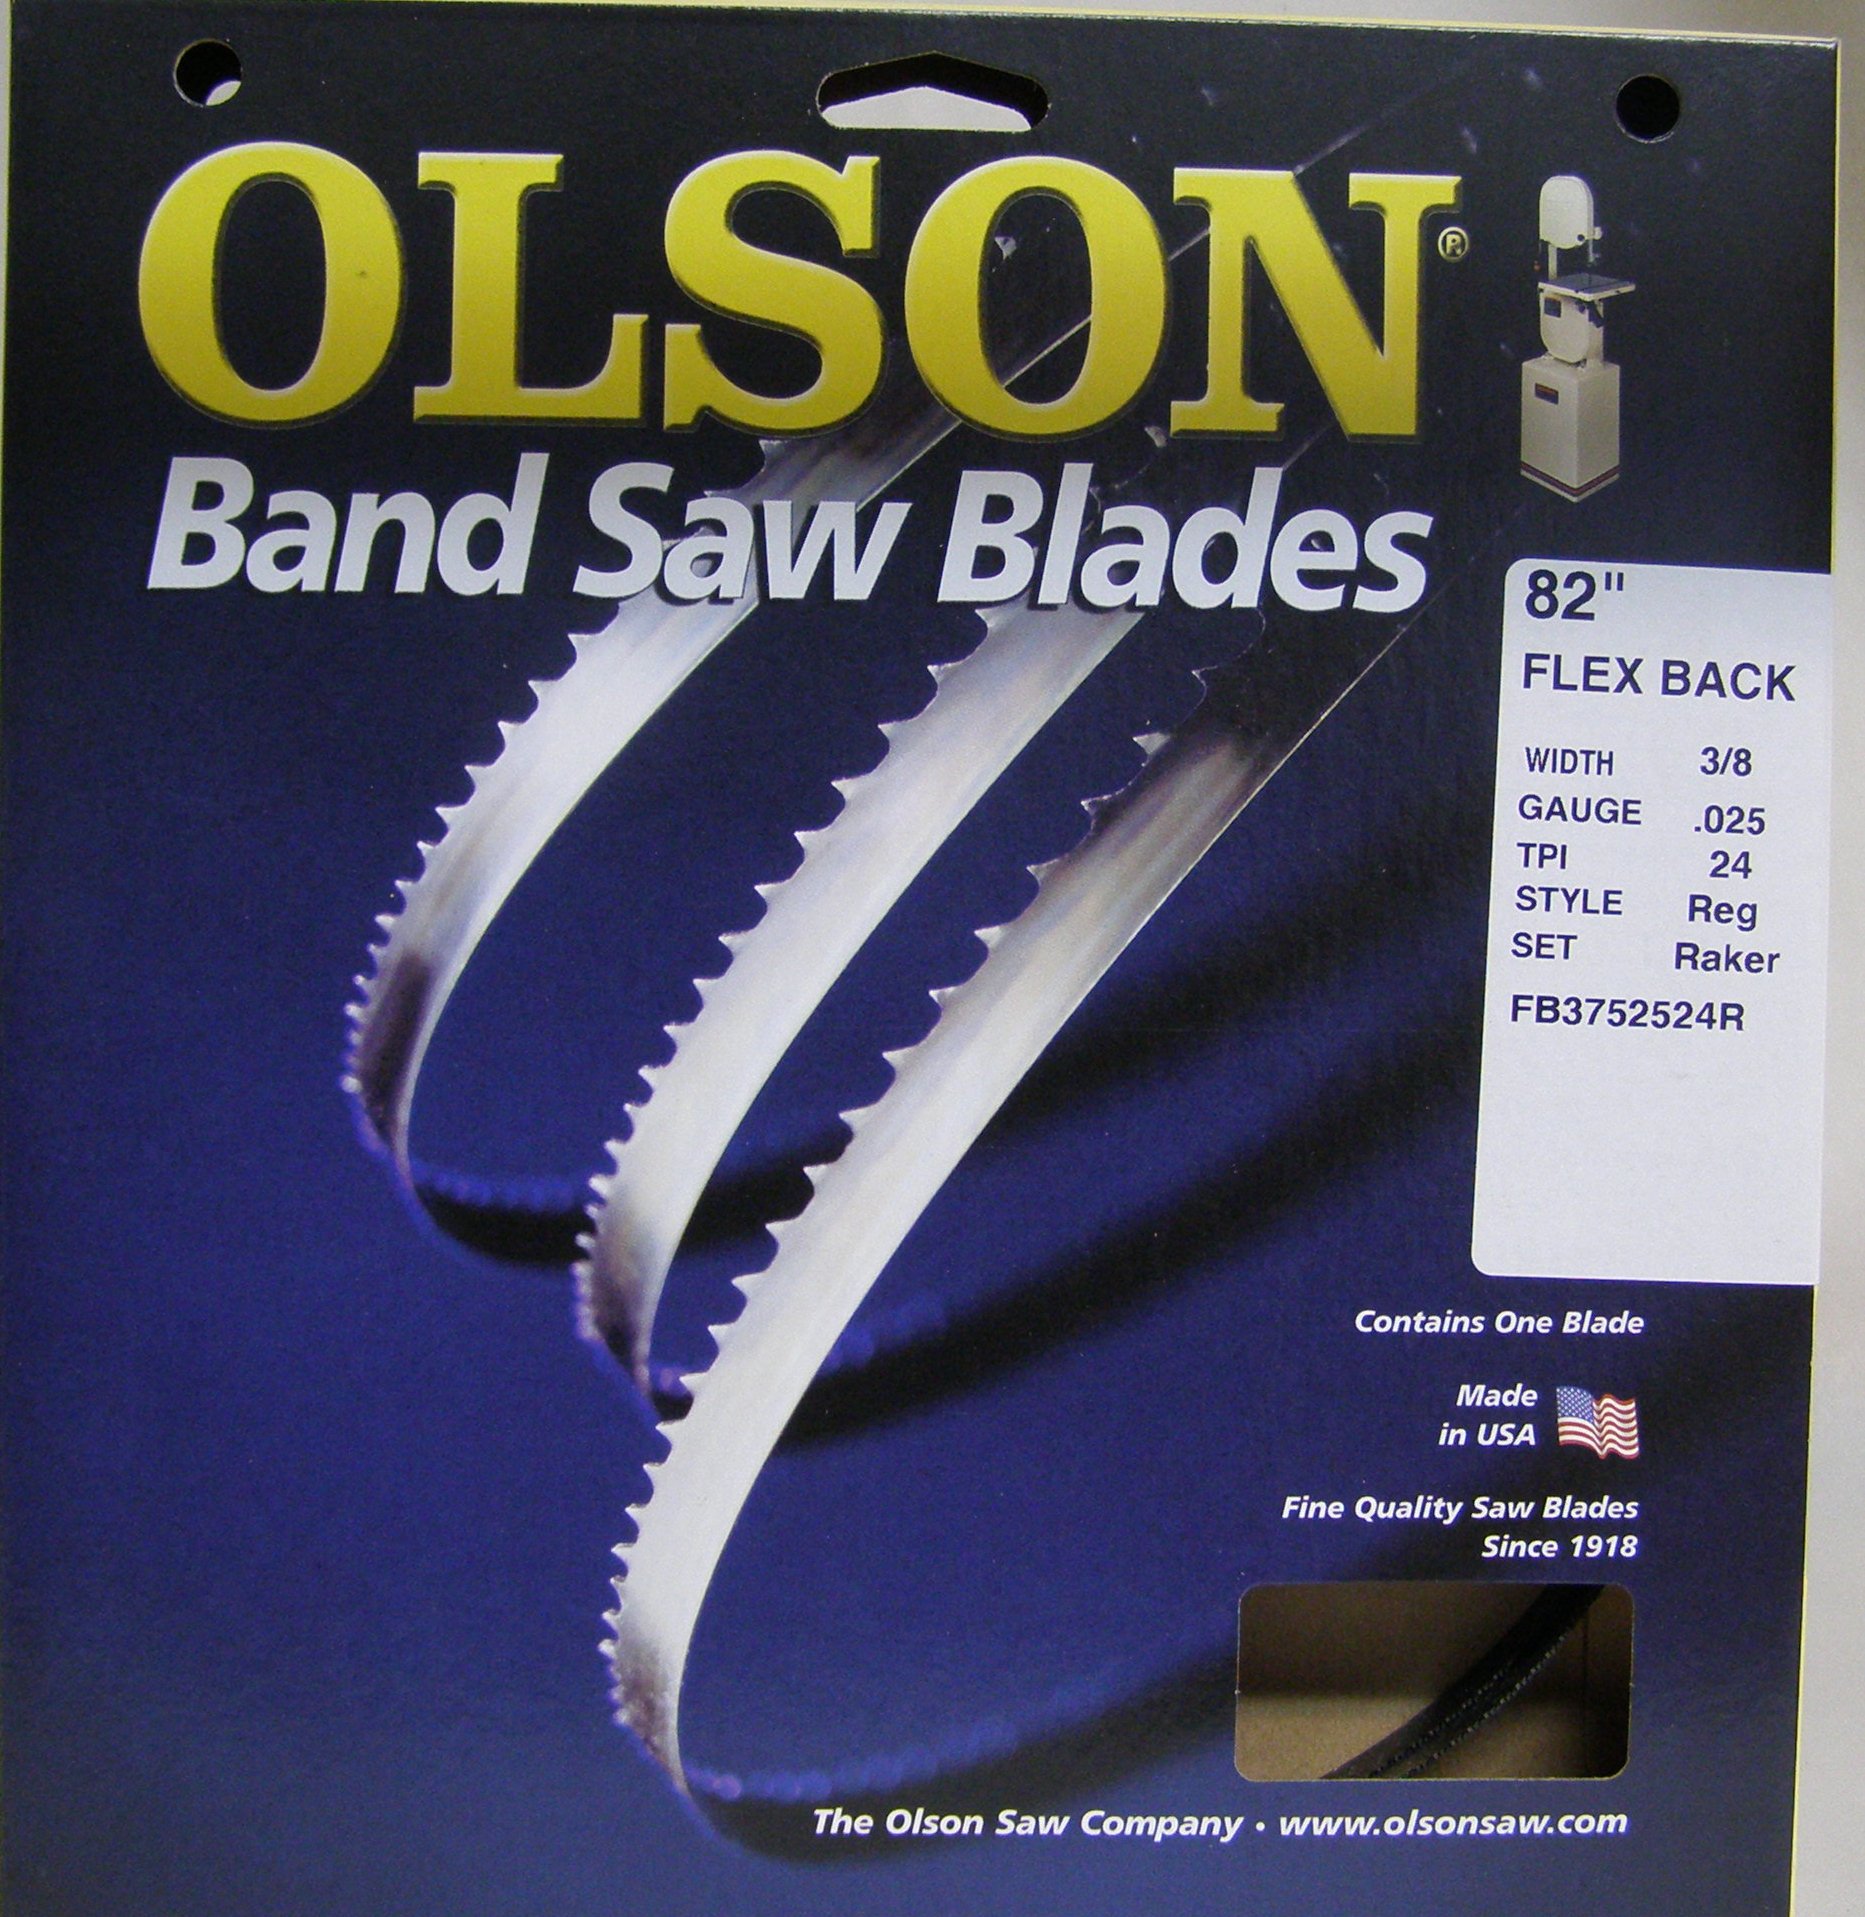 OLSON®
Band Saw Blades
82"
FLEX BACK
WIDTH 3/8
GAUGE .025
TPI 24
STYLE Reg
SET Raker
FB3752524R
Contains One Blade
Made
in USA
Fine Quality Saw Blades
Since 1918
The Olson Saw Company • www.olsonsaw.com